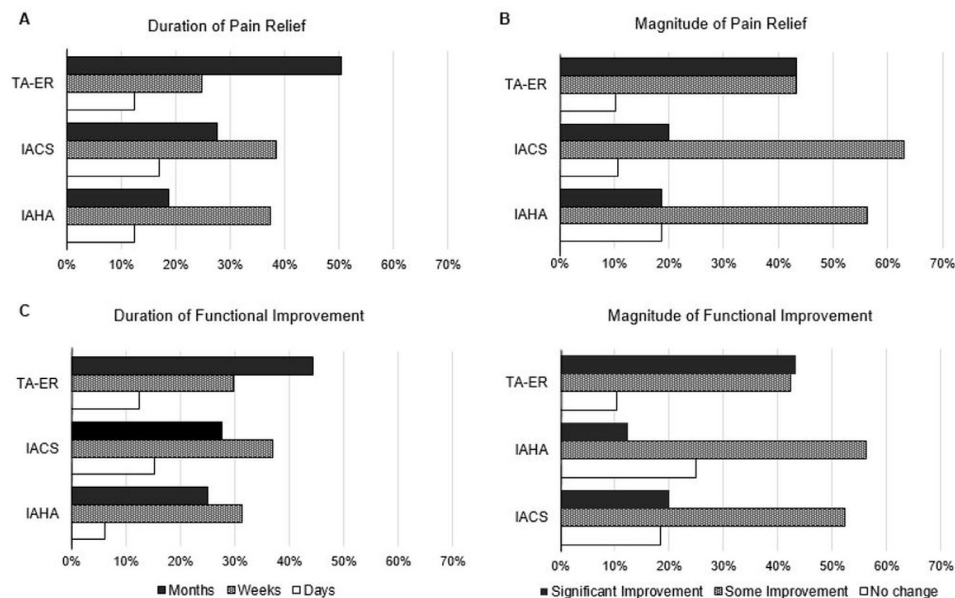 A
Duration of Pain Relief
TA-ER
IACS
IAHA
0% 10% 20% 30% 40% 50% 60% 70%
B
Magnitude of Pain Relief
TA-ER
IACS
IAHA
0% 10% 20% 30% 40% 50% 60% 70%
C
Duration of Functional Improvement
TA-ER
IACS
IAHA
0% 10% 20% 30% 40% 50% 60% 70%
Months Weeks Days
Magnitude of Functional Improvement
TA-ER
IAHA
IACS
0% 10% 20% 30% 40% 50% 60% 70%
Significant Improvement Some Improvement No change